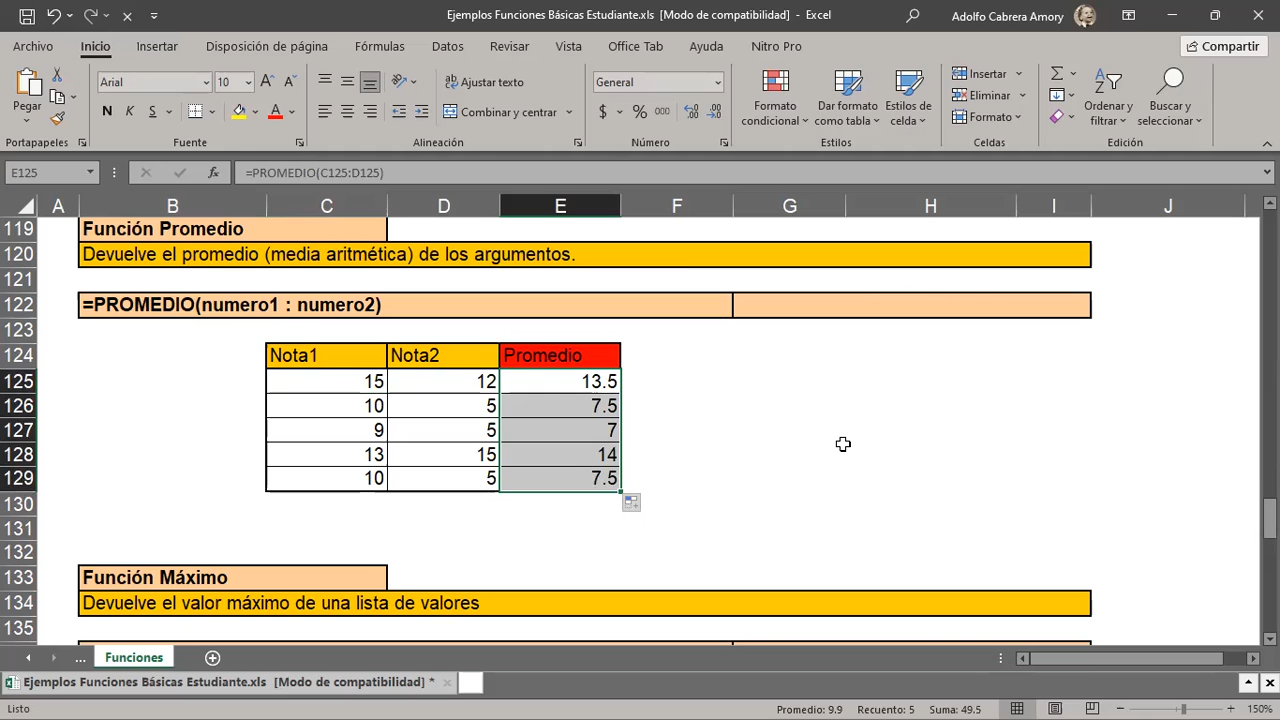 Ejemplos Funciones Básicas Estudiante.xls [Modo de compatibilidad] - Excel
Adolfo Cabrera Amory
Archivo Inicio Insertar Disposición de página Fórmulas Datos Revisar Vista Office Tab Ayuda Nitro Pro
Compartir
Pegar
Arial 10
N K S
Ajustar texto
Combinar y centrar
General
$ % 000
Formato condicional
Dar formato como tabla
Estilos de celda
Insertar
Eliminar
Formato
Ordenar y filtrar
Buscar y seleccionar
Portapapeles Fuente Alineación Número Estilos Celdas Edición
E125 fx =PROMEDIO(C125:D125)
A B C D E F G H I J
119 Función Promedio
120 Devuelve el promedio (media aritmética) de los argumentos.
121
122 =PROMEDIO(numero1 : numero2)
123
124 Nota1 Nota2 Promedio
125 15 12 13.5
126 10 5 7.5
127 9 5 7
128 13 15 14
129 10 5 7.5
130
131
132
133 Función Máximo
134 Devuelve el valor máximo de una lista de valores
135
... Funciones
Ejemplos Funciones Básicas Estudiante.xls [Modo de compatibilidad] *
Listo Promedio: 9.9 Recuento: 5 Suma: 49.5 150%